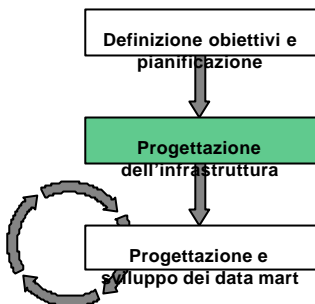 Definizione obiettivi e
pianificazione
Progettazione
dell'infrastruttura
Progettazione e
sviluppo dei data mart